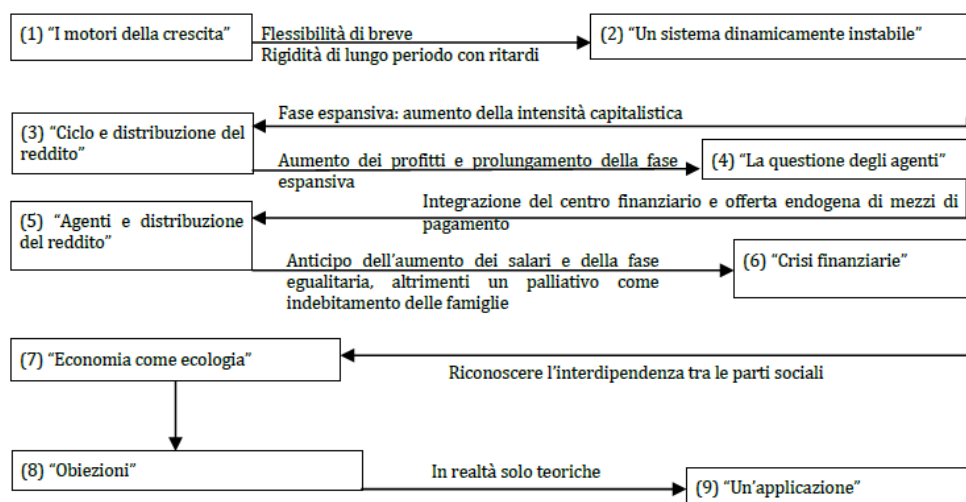 (1) “I motori della crescita”
Flessibilità di breve
Rigidità di lungo periodo con ritardi
(2) “Un sistema dinamicamente instabile”
Fase espansiva: aumento della intensità capitalistica
(3) “Ciclo e distribuzione del
reddito”
Aumento dei profitti e prolungamento della fase
espansiva
(4) “La questione degli agenti”
Integrazione del centro finanziario e offerta endogena di mezzi di
pagamento
(5) “Agenti e distribuzione
del reddito”
Anticipo dell’aumento dei salari e della fase
egualitaria, altrimenti un palliativo come
indebitamento delle famiglie
(6) “Crisi finanziarie”
(7) “Economia come ecologia”
Riconoscere l’interdipendenza tra le parti sociali
(8) “Obiezioni”
In realtà solo teoriche
(9) “Un’applicazione”